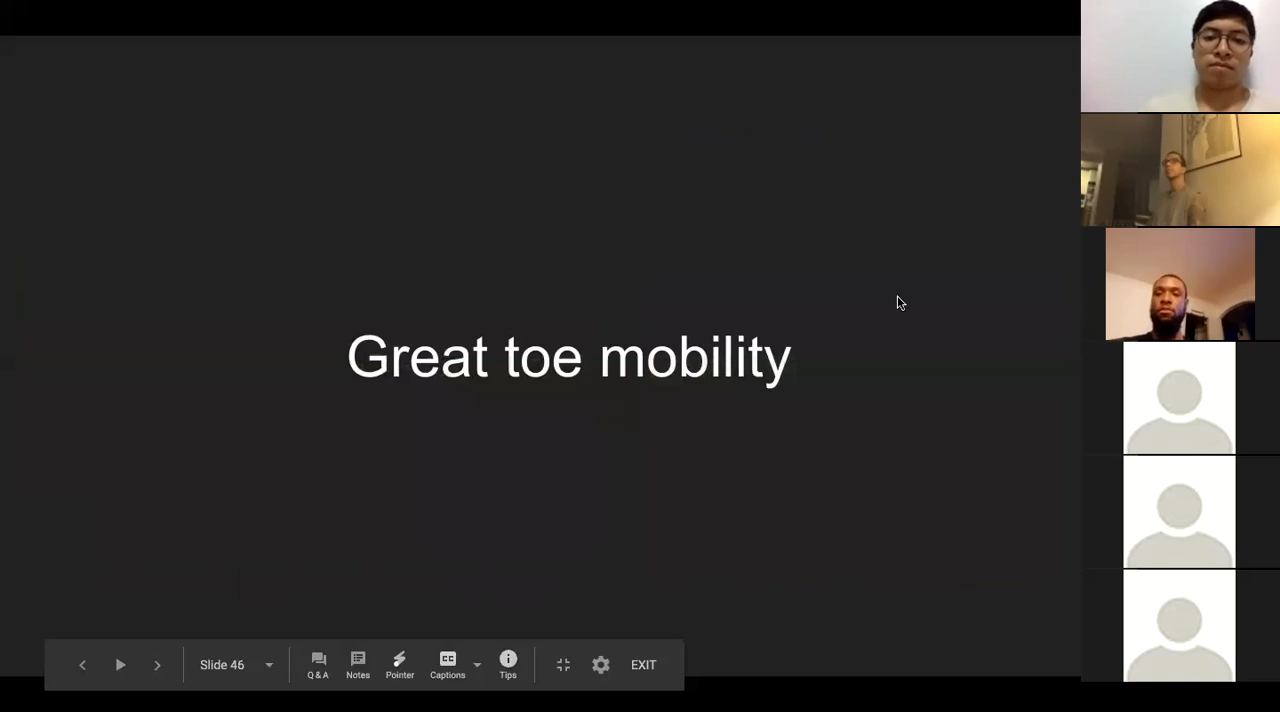 Great toe mobility
Slide 46
Q & A
Notes
Pointer
Captions
Tips
EXIT